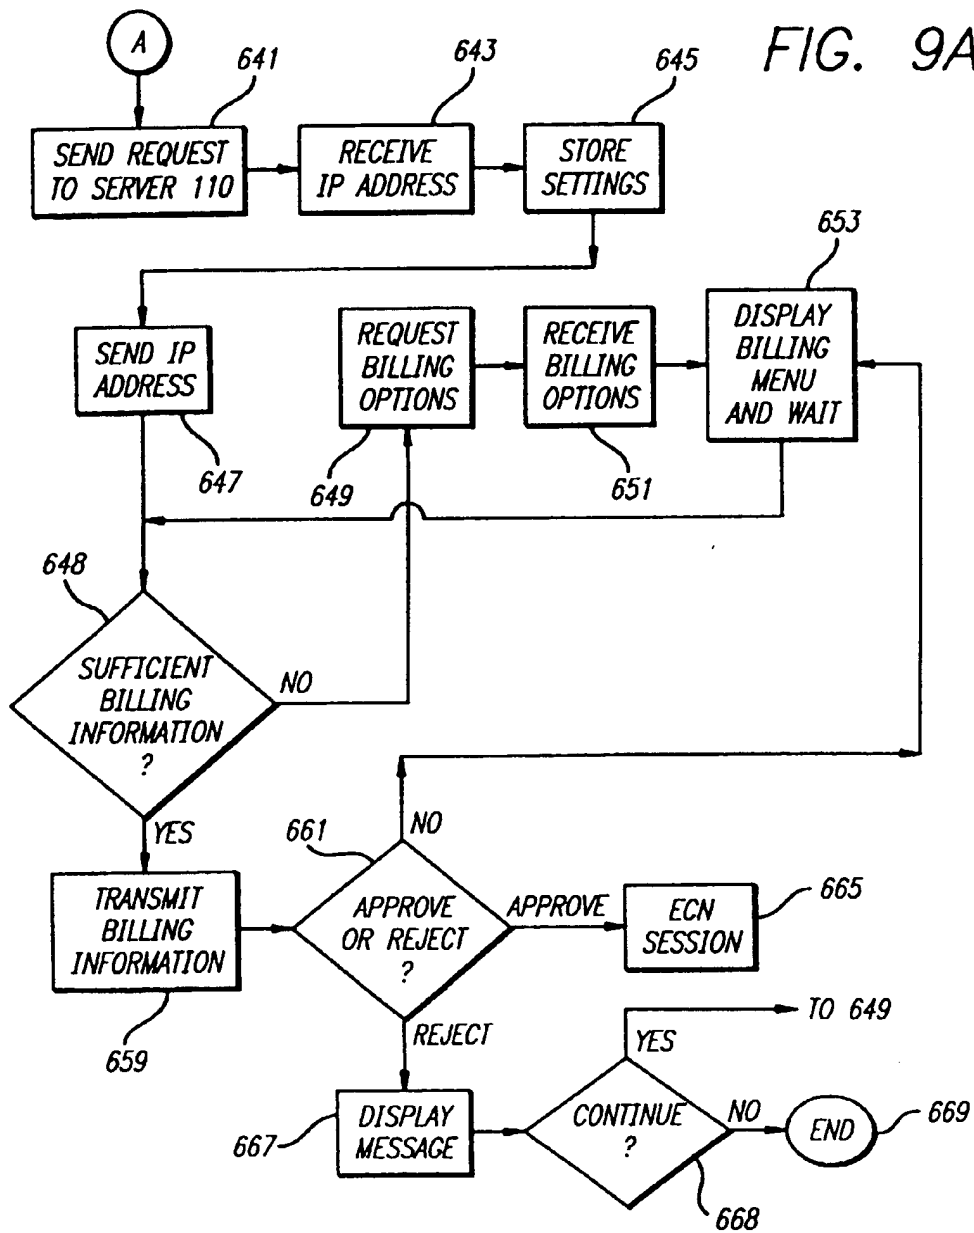 FIG. 9A
A
641
643
645
SEND REQUEST
TO SERVER 110
RECEIVE
IP ADDRESS
STORE
SETTINGS
653
SEND IP
ADDRESS
REQUEST
BILLING
OPTIONS
RECEIVE
BILLING
OPTIONS
DISPLAY
BILLING
MENU
AND WAIT
647
649
651
648
SUFFICIENT
BILLING
INFORMATION
?
NO
YES
661
NO
TRANSMIT
BILLING
INFORMATION
APPROVE
OR REJECT
?
APPROVE
ECN
SESSION
665
659
REJECT
YES
TO 649
667
DISPLAY
MESSAGE
CONTINUE
?
NO
END
669
668